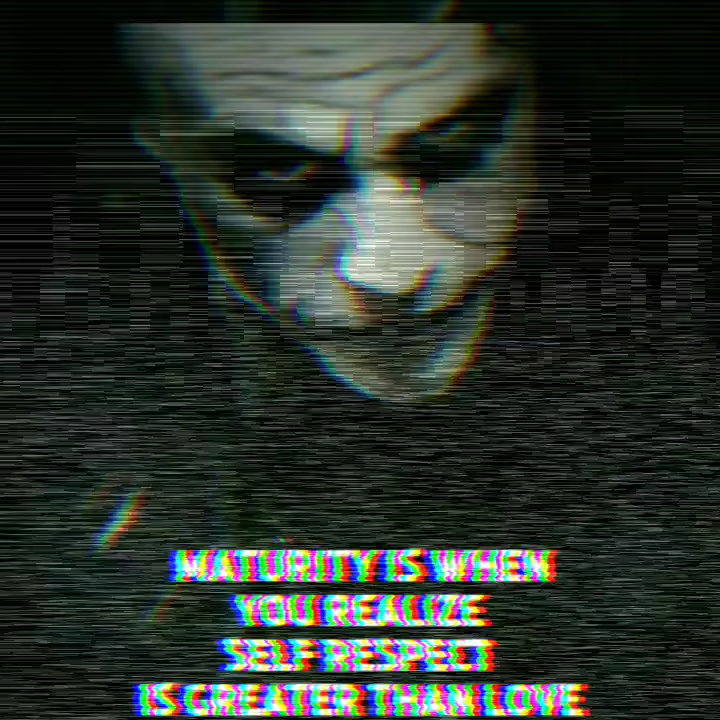 MATURITY IS WHEN
YOU REALIZE
SELF RESPECT
IS GREATER THAN LOVE